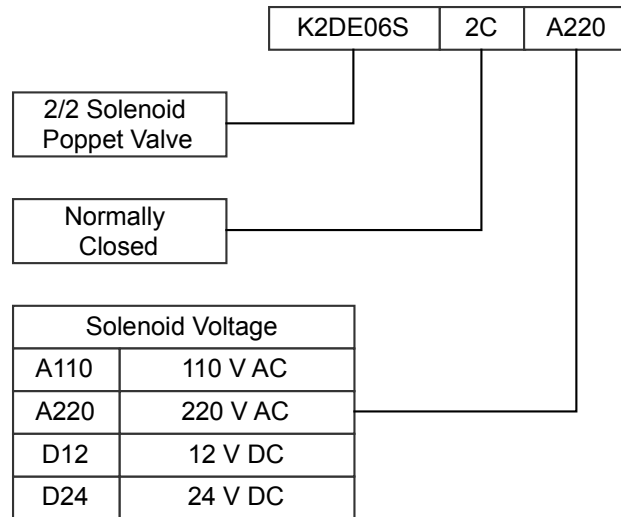 K2DE06S 2C A220
2/2 Solenoid
Poppet Valve
Normally
Closed
Solenoid Voltage
A110 110 V AC
A220 220 V AC
D12 12 V DC
D24 24 V DC